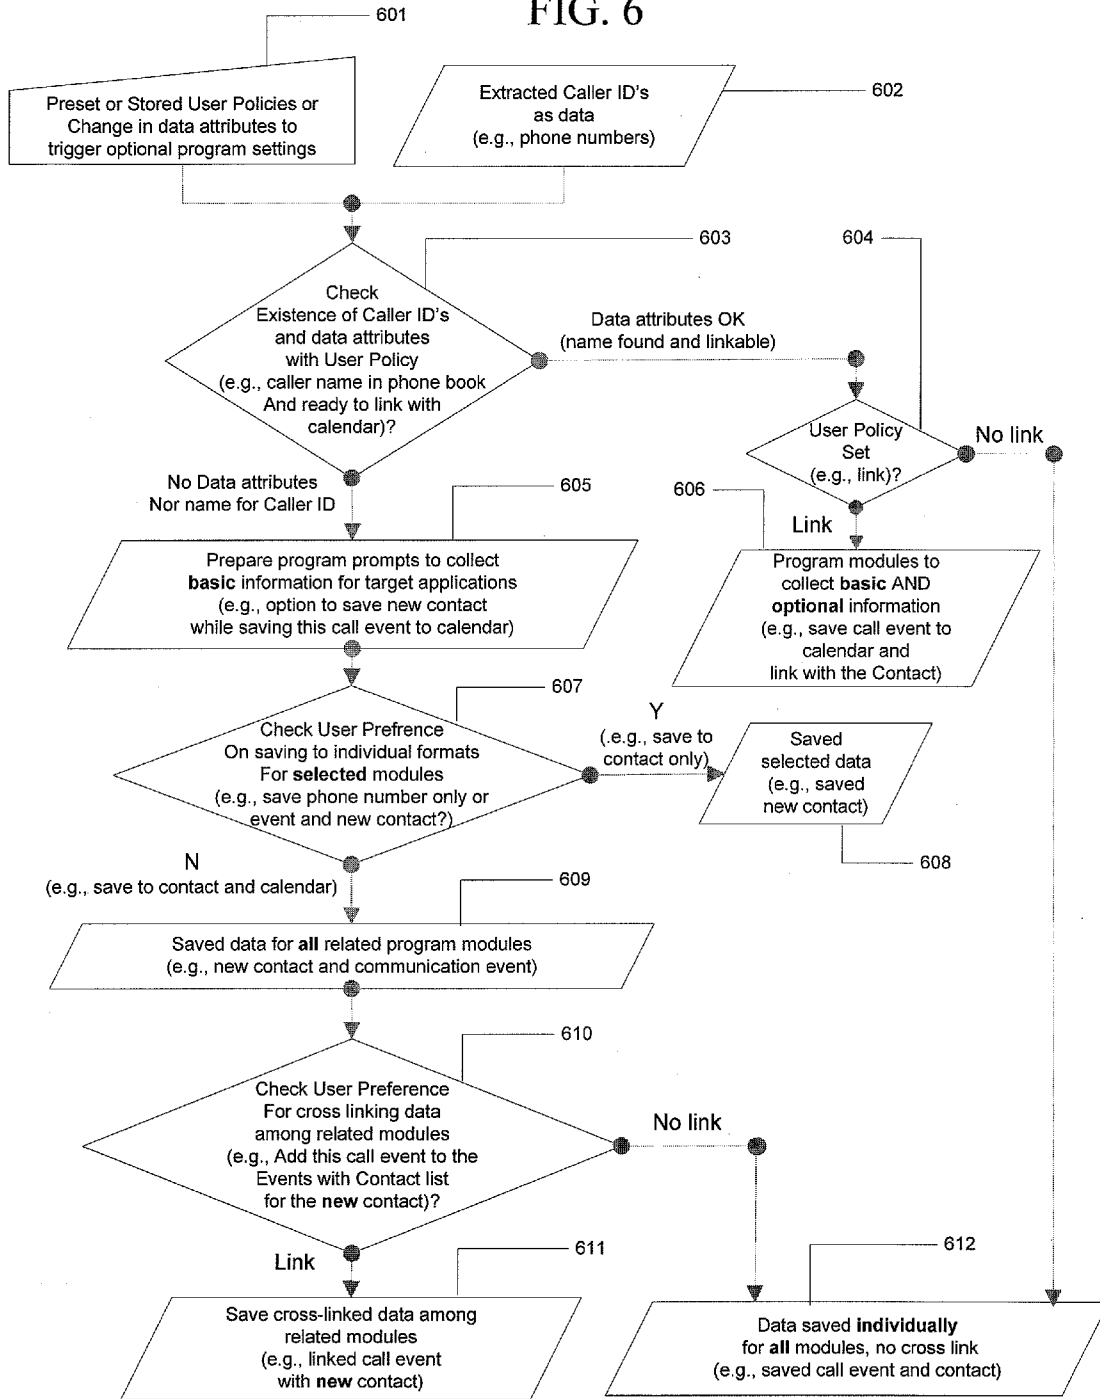 FIG. 6
601
Preset or Stored User Policies or
Change in data attributes to
trigger optional program settings
Extracted Caller ID's
as data
(e.g., phone numbers)
602
603
604
Check
Existence of Caller ID's
and data attributes
with User Policy
(e.g., caller name in phone book
And ready to link with
calendar)?
Data attributes OK
(name found and linkable)
User Policy
Set
(e.g., link)?
No link
No Data attributes
Nor name for Caller ID
605
606
Link
Prepare program prompts to collect
basic information for target applications
(e.g., option to save new contact
while saving this call event to calendar)
Program modules to
collect basic AND
optional information
(e.g., save call event to
calendar and
link with the Contact)
607
Check User Prefrence
On saving to individual formats
For selected modules
(e.g., save phone number only or
event and new contact?)
Y
(.e.g., save to
contact only)
Saved
selected data
(e.g., saved
new contact)
608
N
(e.g., save to contact and calendar)
609
Saved data for all related program modules
(e.g., new contact and communication event)
610
Check User Preference
For cross linking data
among related modules
(e.g., Add this call event to the
Events with Contact list
for the new contact)?
No link
Link
611
612
Save cross-linked data among
related modules
(e.g., linked call event
with new contact)
Data saved individually
for all modules, no cross link
(e.g., saved call event and contact)